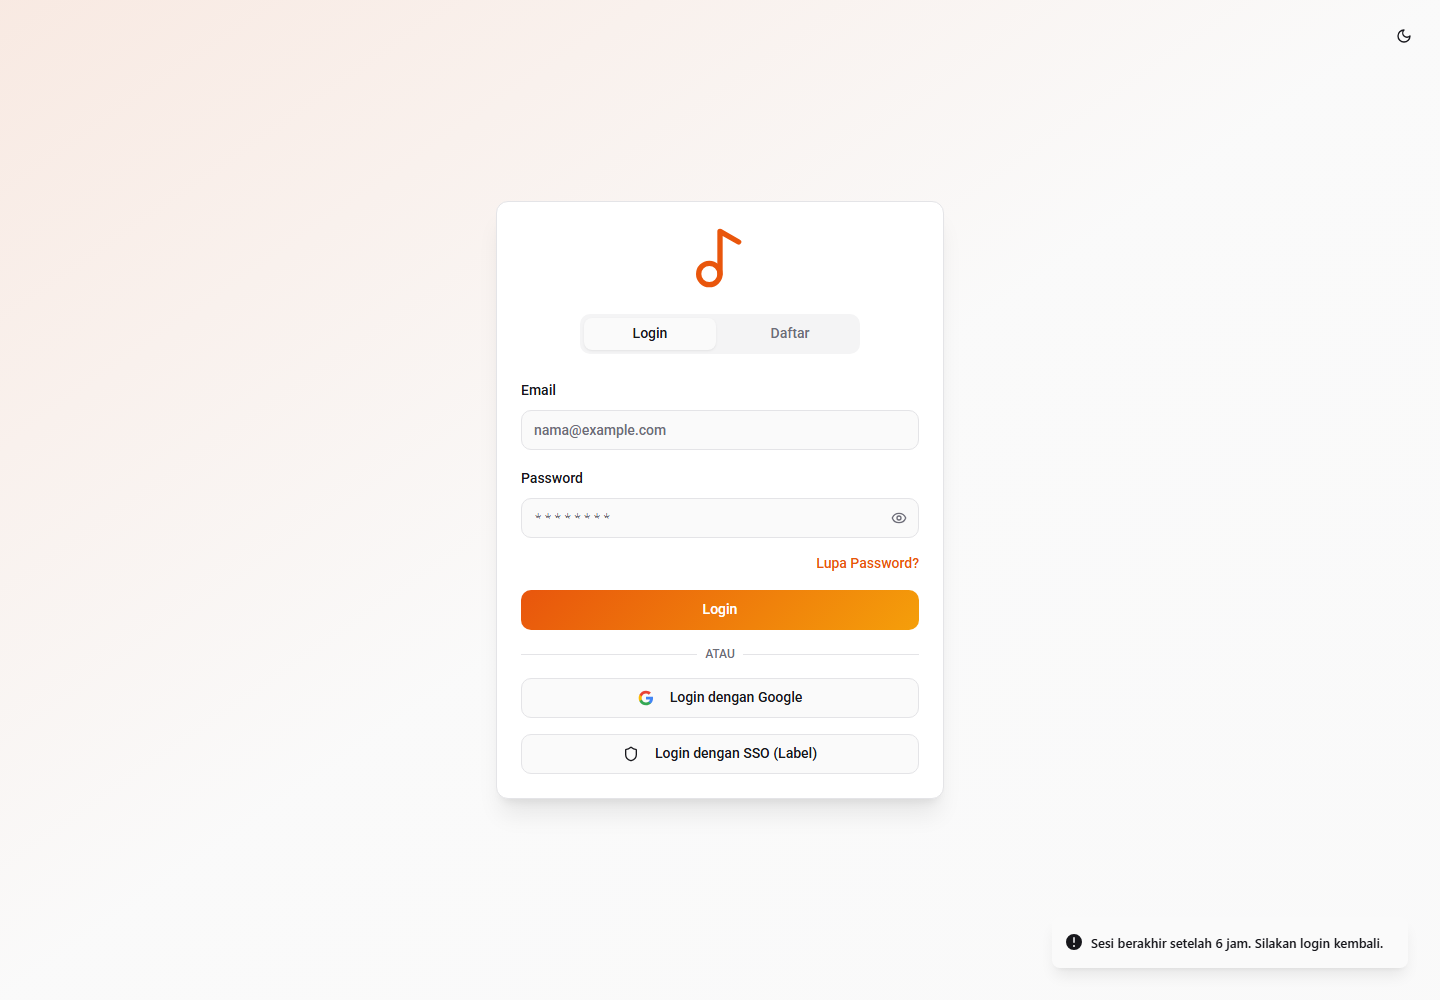 Login
Daftar
Email
nama@example.com
Password
********
Lupa Password?
Login
ATAU
Login dengan Google
Login dengan SSO (Label)
Sesi berakhir setelah 6 jam. Silakan login kembali.